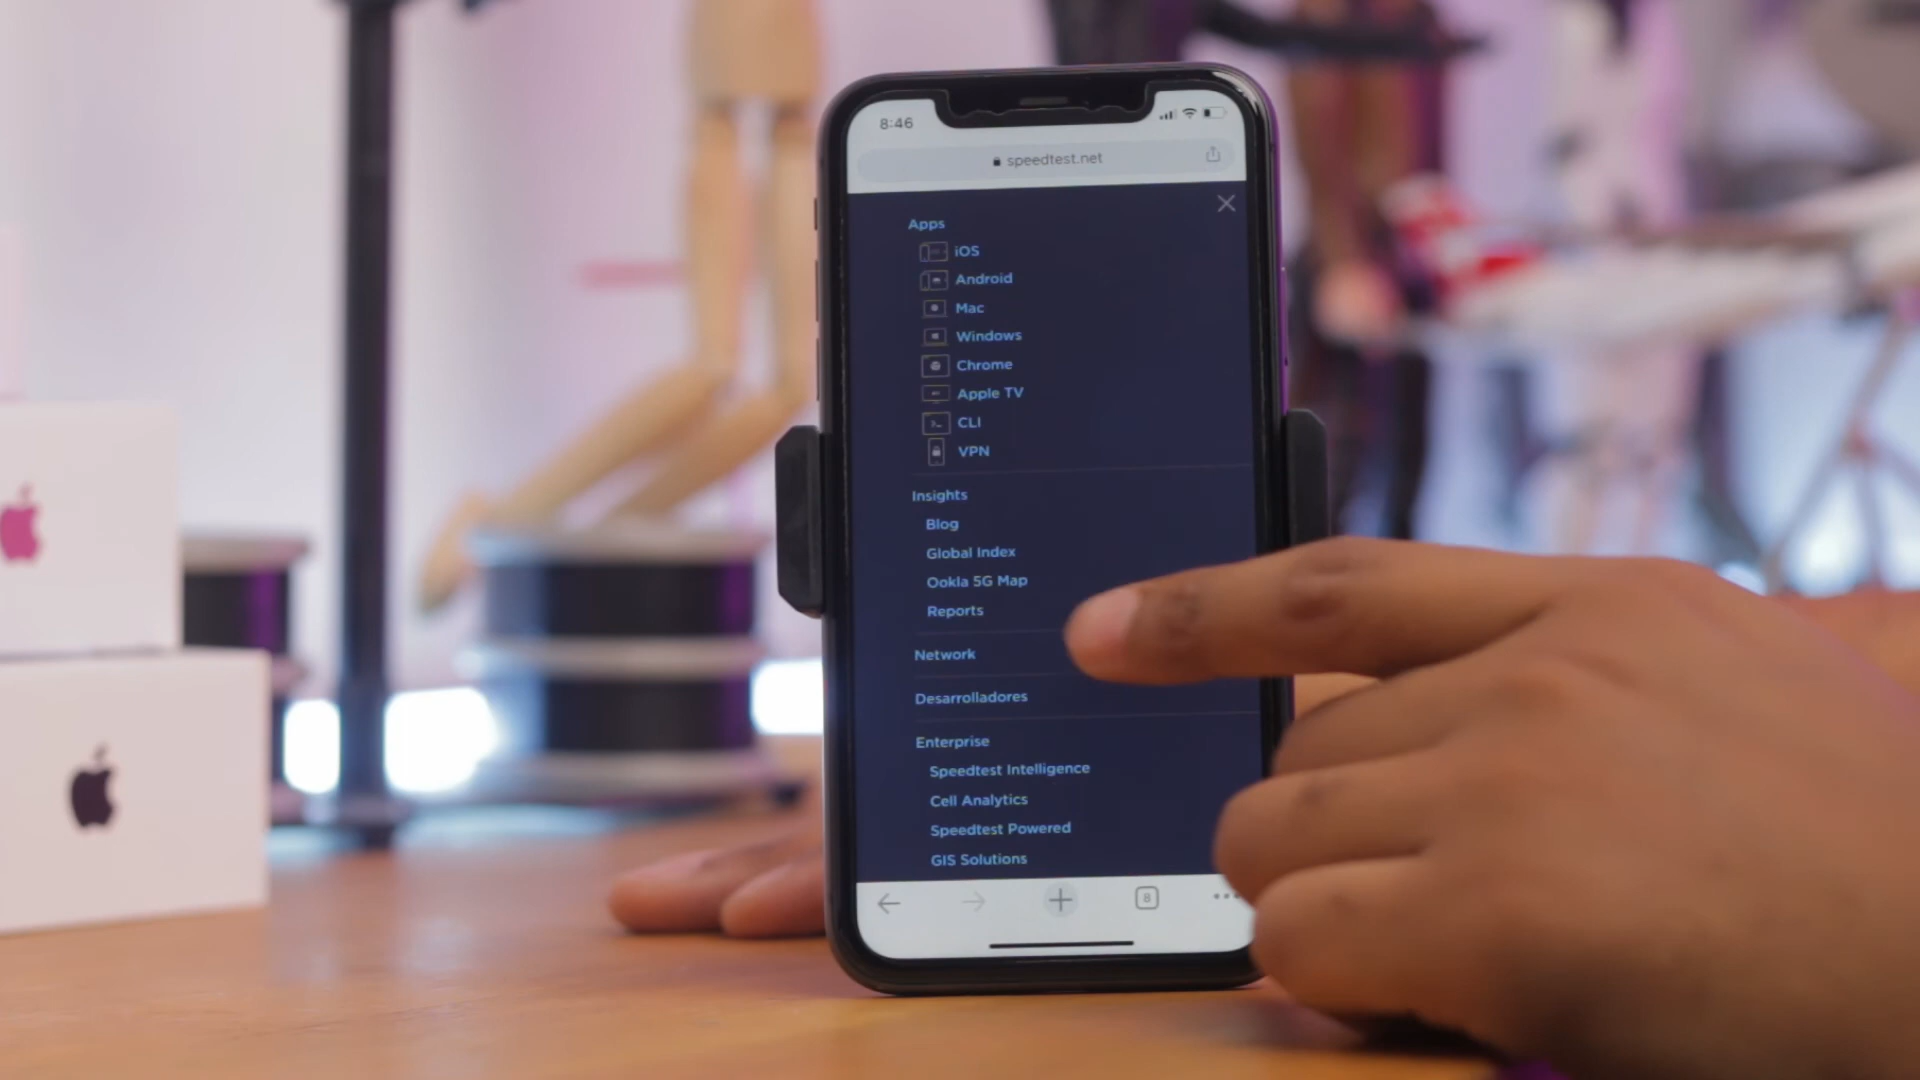 8:46
speedtest.net
Apps
iOS
Android
Mac
Windows
Chrome
Apple TV
CLI
VPN
Insights
Blog
Global Index
Ookla 5G Map
Reports
Network
Desarrolladores
Enterprise
Speedtest Intelligence
Cell Analytics
Speedtest Powered
GIS Solutions
8